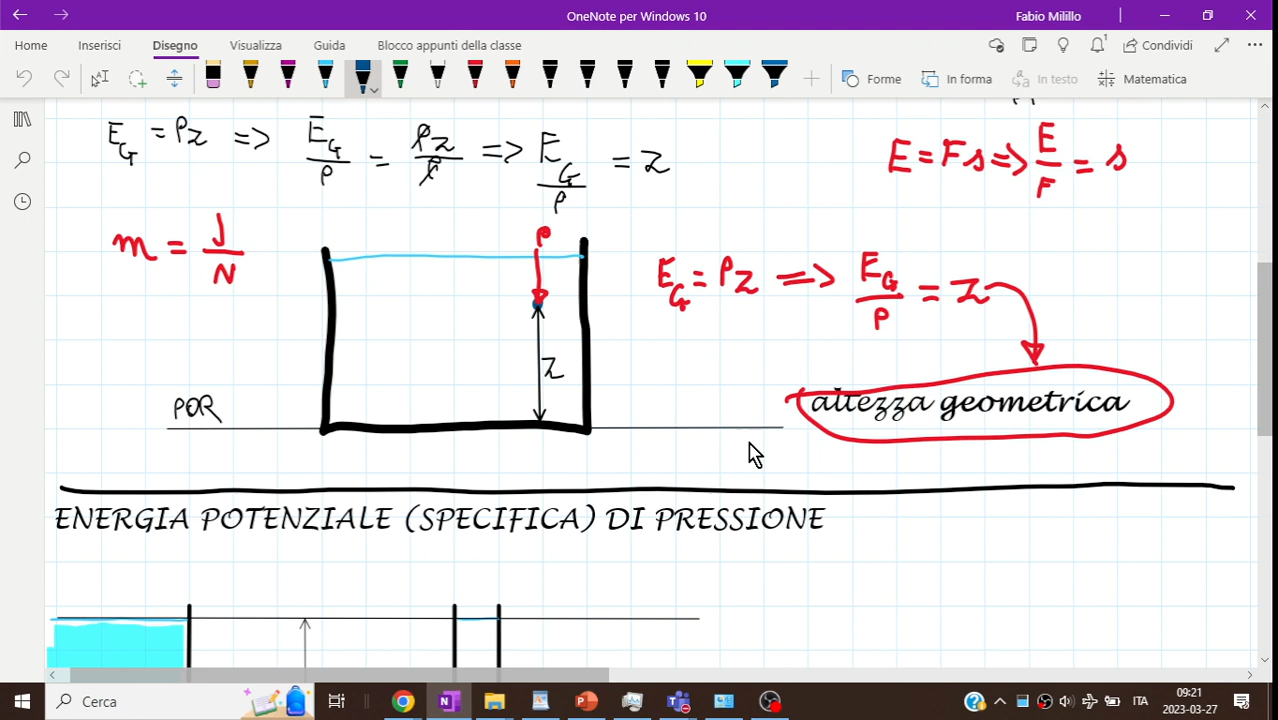 OneNote per Windows 10
Fabio Milillo
Home Inserisci Disegno Visualizza Guida Blocco appunti della classe
Condividi
Forme In forma In testo Matematica
E_G = Pz => E_G/P = Pz/P => E_G/P = z
E = Fs => E/F = s
m = J/N
P
E_G = Pz => E_G/P = z
z
POR
altezza geometrica
ENERGIA POTENZIALE (SPECIFICA) DI PRESSIONE
Cerca
ITA
09:21
2023-03-27